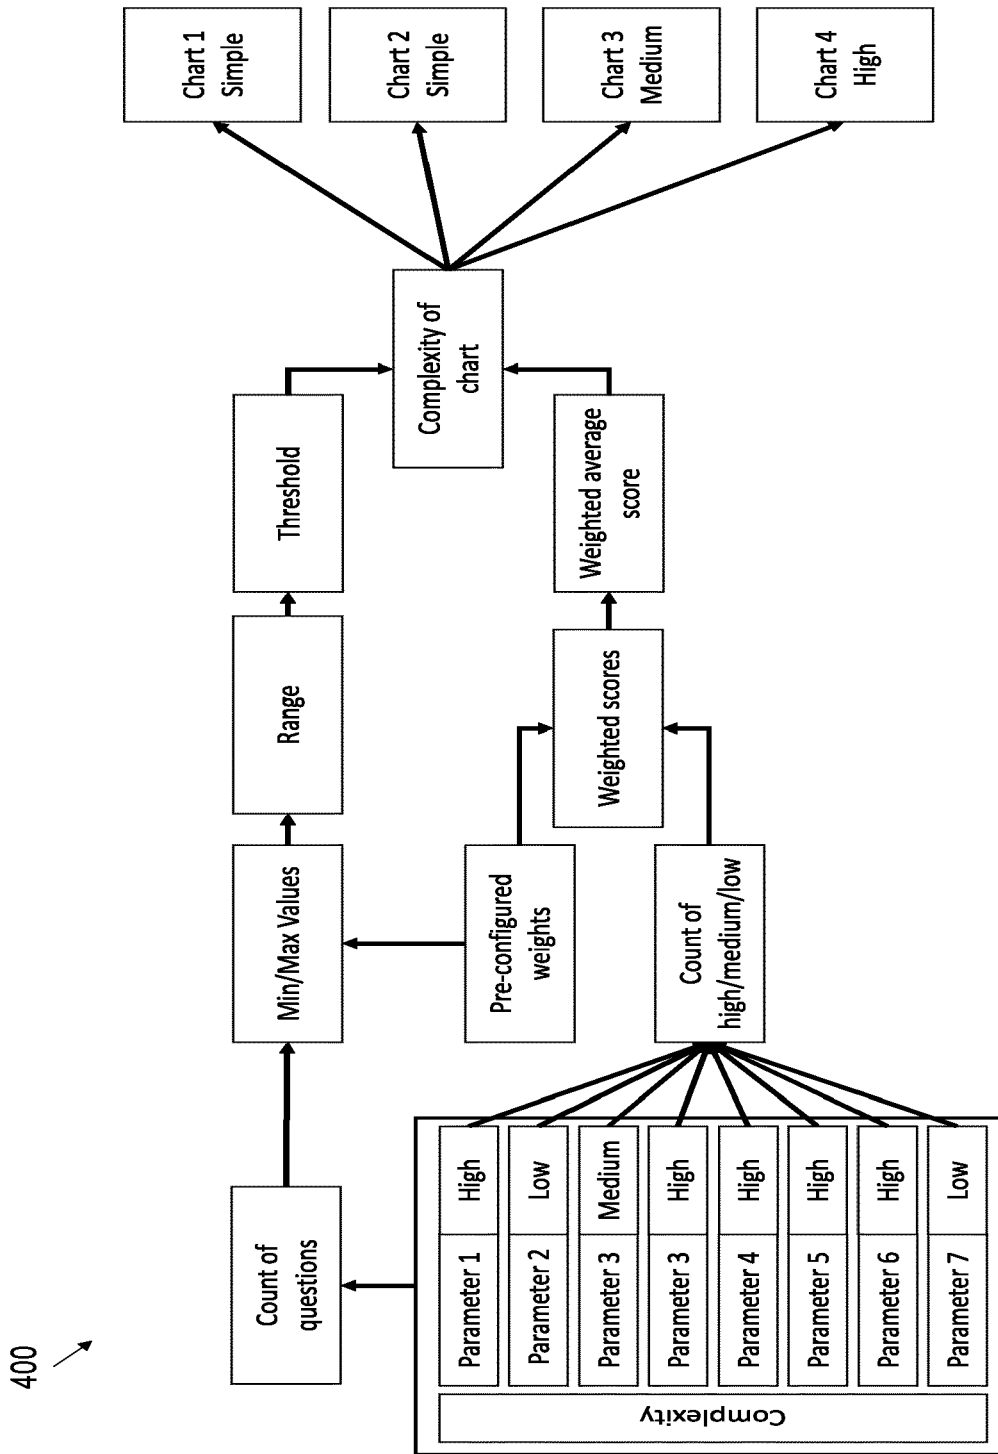 400
Complexity
Parameter 1
High
Parameter 2
Low
Parameter 3
Medium
Parameter 3
High
Parameter 4
High
Parameter 5
High
Parameter 6
High
Parameter 7
Low
Count of
questions
Min/Max Values
Range
Threshold
Pre-configured
weights
Count of
high/medium/low
Weighted scores
Weighted average
score
Complexity of
chart
Chart 1
Simple
Chart 2
Simple
Chart 3
Medium
Chart 4
High